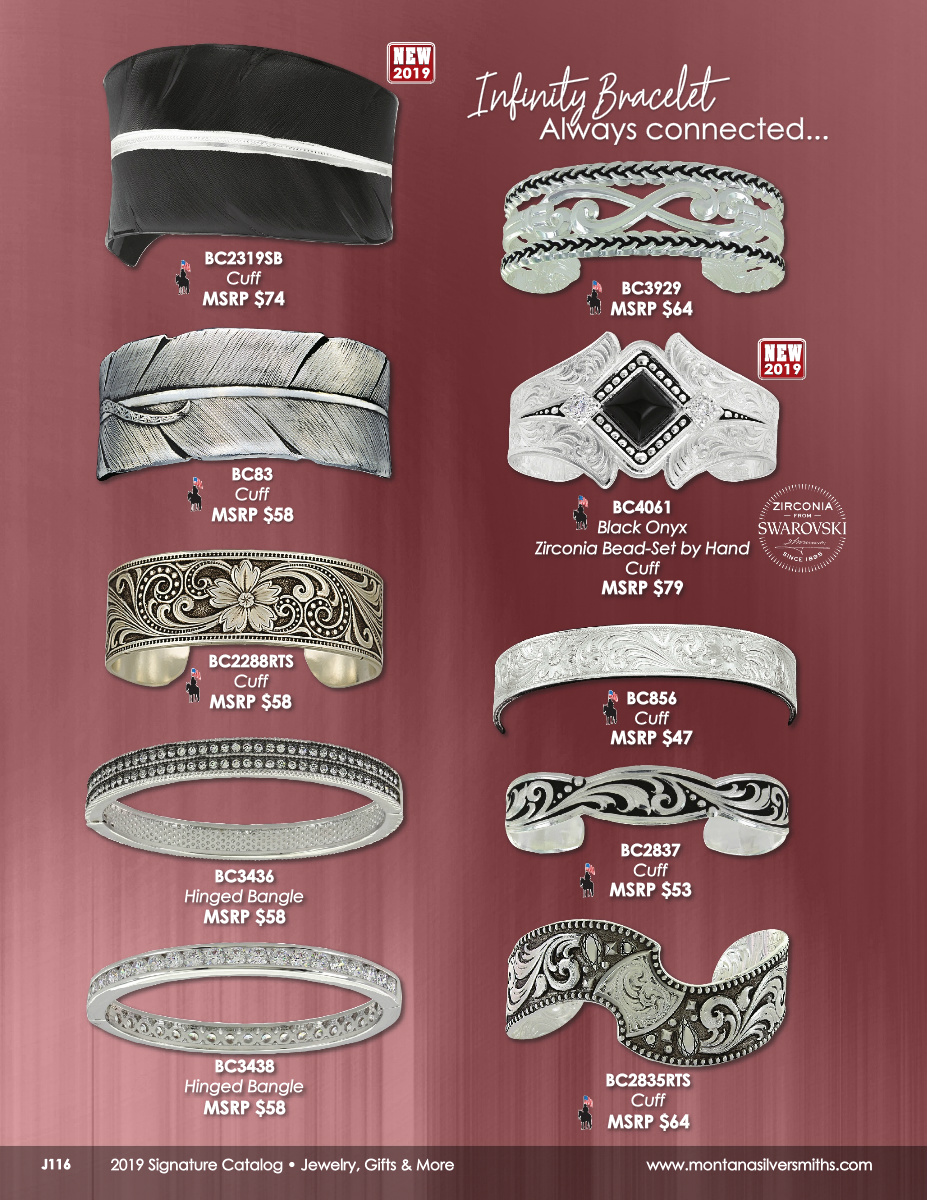 NEW
2019
BC2319SB
Cuff
MSRP $74
BC83
Cuff
MSRP $58
BC2288RTS
Cuff
MSRP $58
BC3436
Hinged Bangle
MSRP $58
BC3438
Hinged Bangle
MSRP $58
Infinity Bracelet
Always connected...
BC3929
MSRP $64
NEW
2019
BC4061
Black Onyx
Zirconia Bead-Set by Hand
Cuff
MSRP $79
ZIRCONIA
FROM
SWAROVSKI
SINCE 1895
BC856
Cuff
MSRP $47
BC2837
Cuff
MSRP $53
BC2835RTS
Cuff
MSRP $64
J116 2019 Signature Catalog • Jewelry, Gifts & More www.montanasilversmiths.com